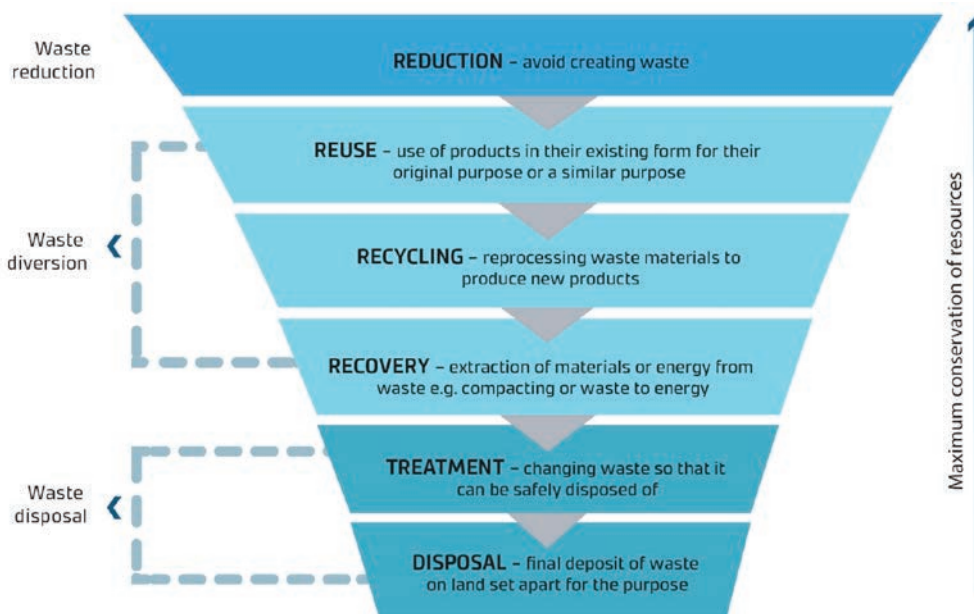 Waste
reduction
REDUCTION – avoid creating waste
REUSE – use of products in their existing form for their
original purpose or a similar purpose
Waste
diversion
RECYCLING – reprocessing waste materials to
produce new products
RECOVERY – extraction of materials or energy from
waste e.g. compacting or waste to energy
Waste
disposal
TREATMENT – changing waste so that it
can be safely disposed of
DISPOSAL – final deposit of waste
on land set apart for the purpose
Maximum conservation of resources